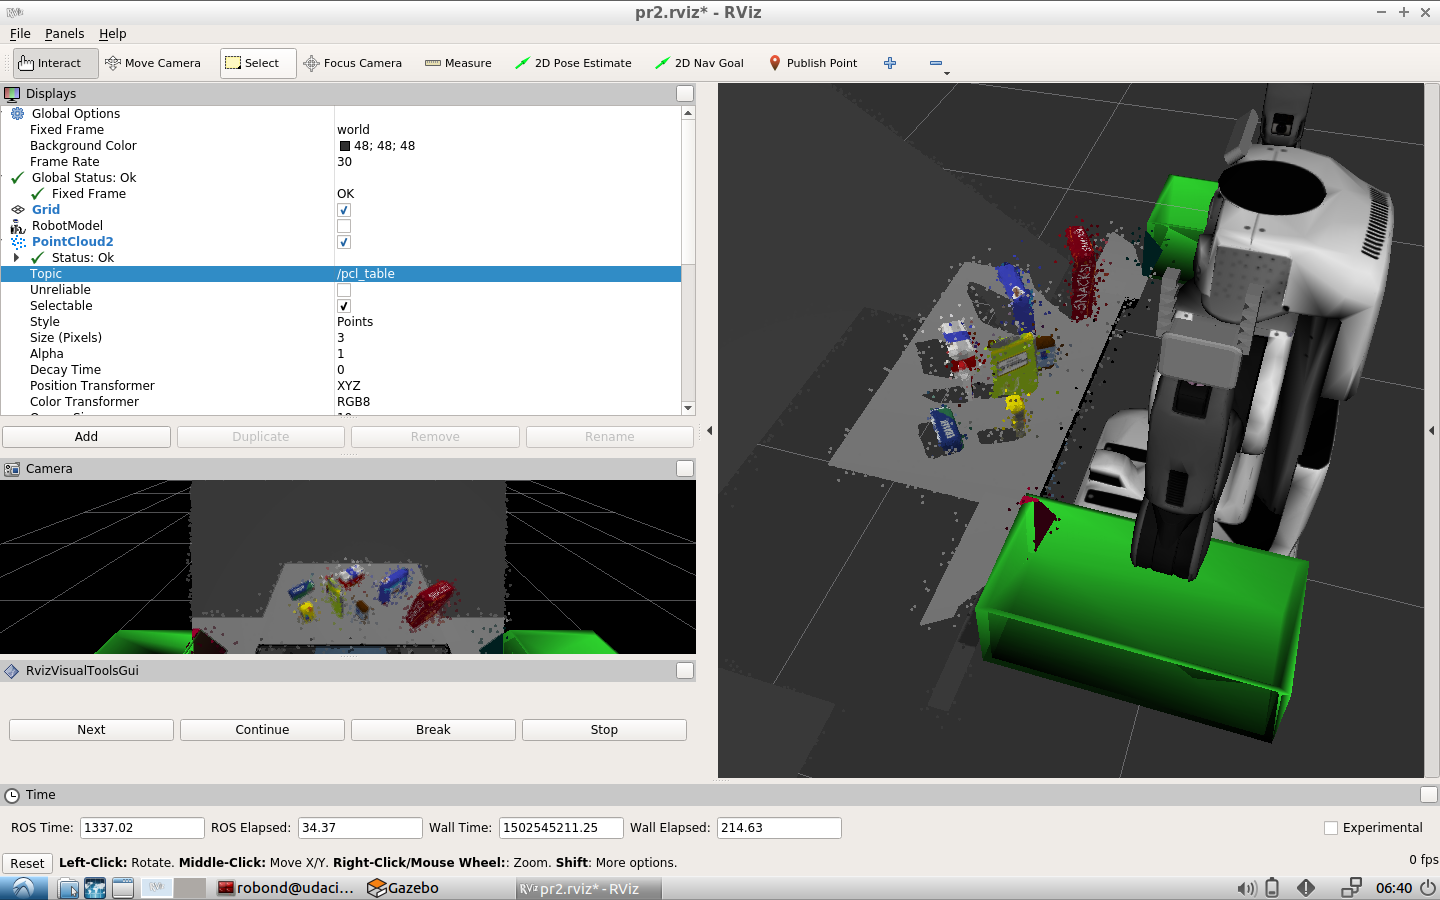 RViz
pr2.rviz* - RViz
File Panels Help
Interact Move Camera Select Focus Camera Measure 2D Pose Estimate 2D Nav Goal Publish Point
Displays
Global Options
Fixed Frame world
Background Color 48; 48; 48
Frame Rate 30
Global Status: Ok
Fixed Frame OK
Grid
RobotModel
PointCloud2
Status: Ok
Topic /pcl_table
Unreliable
Selectable
Style Points
Size (Pixels) 3
Alpha 1
Decay Time 0
Position Transformer XYZ
Color Transformer RGB8
Add Duplicate Remove Rename
Camera
RvizVisualToolsGui
Next Continue Break Stop
SNACKS
Time
ROS Time: 1337.02 ROS Elapsed: 34.37 Wall Time: 1502545211.25 Wall Elapsed: 214.63 Experimental
Reset Left-Click: Rotate. Middle-Click: Move X/Y. Right-Click/Mouse Wheel:: Zoom. Shift: More options. 0 fps
robond@udaci... Gazebo RViz pr2.rviz* - RViz 06:40